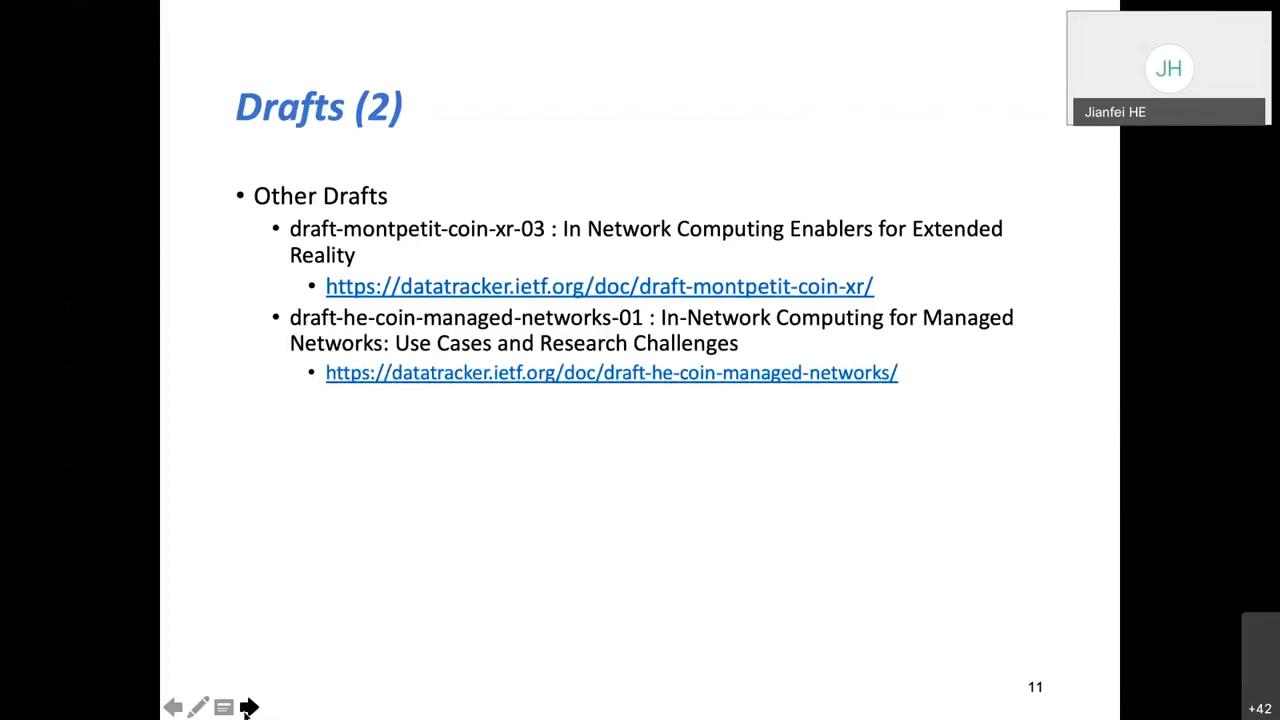 JH
Jianfei HE
Drafts (2)
• Other Drafts
• draft-montpetit-coin-xr-03 : In Network Computing Enablers for Extended
Reality
• https://datatracker.ietf.org/doc/draft-montpetit-coin-xr/
• draft-he-coin-managed-networks-01 : In-Network Computing for Managed
Networks: Use Cases and Research Challenges
• https://datatracker.ietf.org/doc/draft-he-coin-managed-networks/
11
+42